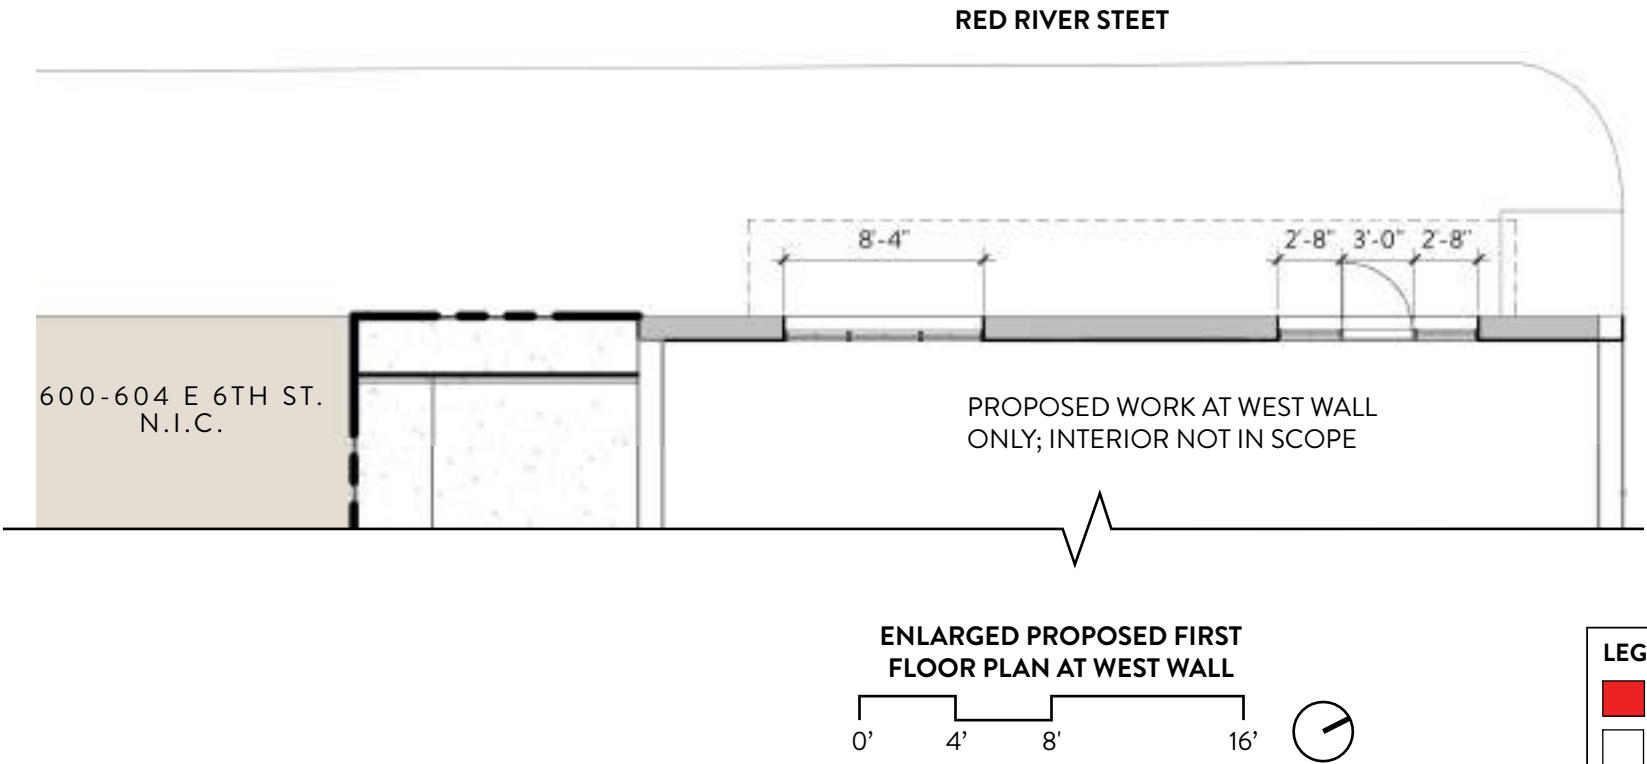 RED RIVER STEET
8'-4"
2'-8" 3'-0" 2'-8"
600-604 E 6TH ST.
N.I.C.
PROPOSED WORK AT WEST WALL
ONLY; INTERIOR NOT IN SCOPE
ENLARGED PROPOSED FIRST
FLOOR PLAN AT WEST WALL
0’ 4’ 8' 16’
LEG